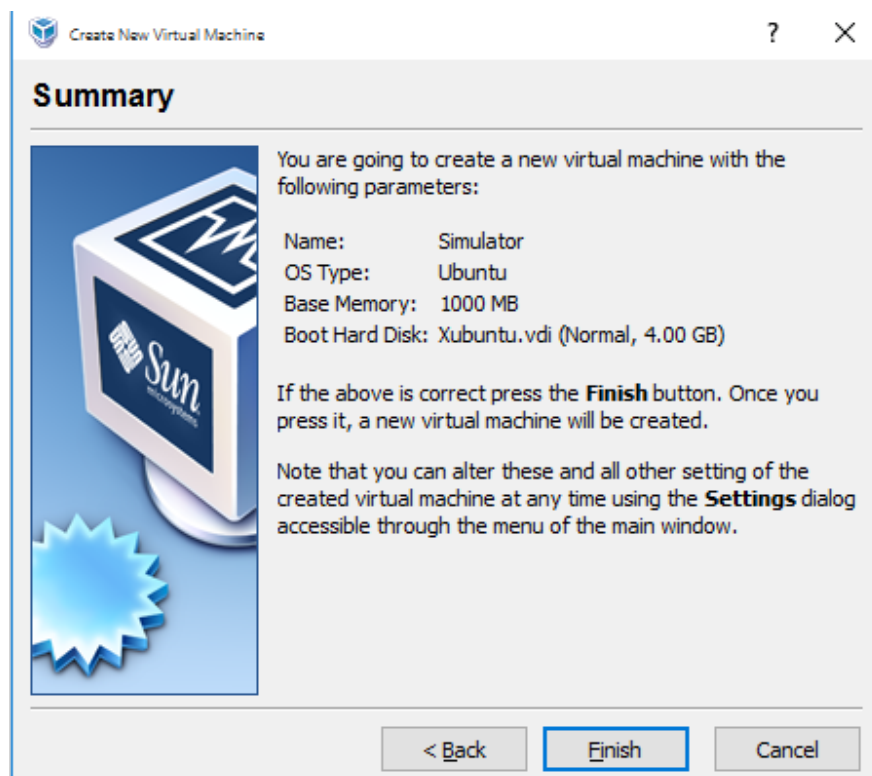 Create New Virtual Machine
?
Summary
You are going to create a new virtual machine with the
following parameters:
Name: Simulator
OS Type: Ubuntu
Base Memory: 1000 MB
Boot Hard Disk: Xubuntu.vdi (Normal, 4.00 GB)
If the above is correct press the Finish button. Once you
press it, a new virtual machine will be created.
Note that you can alter these and all other setting of the
created virtual machine at any time using the Settings dialog
accessible through the menu of the main window.
Sun
microsystems
< Back Finish Cancel